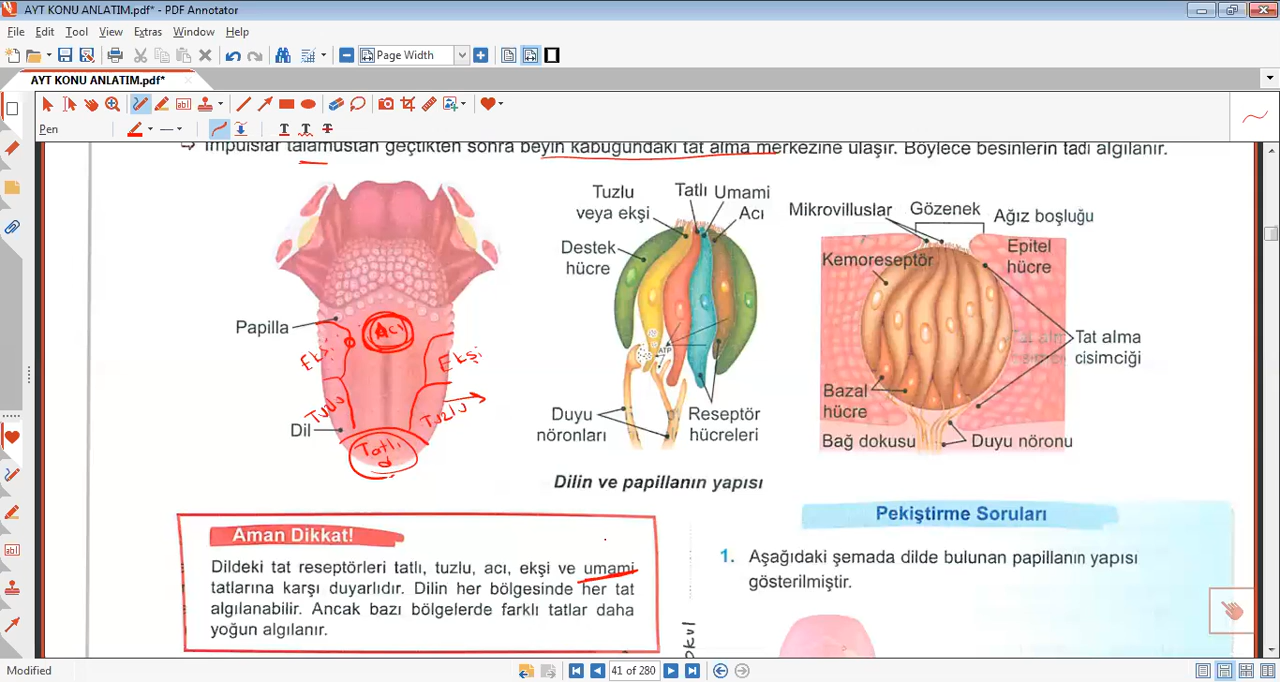 AYT KONU ANLATIM.pdf* - PDF Annotator
File Edit Tool View Extras Window Help
Page Width
AYT KONU ANLATIM.pdf*
Pen
İmpulslar talamustan geçtikten sonra beyin kabuğundaki tat alma merkezine ulaşır. Böylece besinlerin tadı algılanır.
Papilla
Dil
Acı
Ekşi
Ekşi
Tuzlu
Tuzlu
Tatlı
Tuzlu veya ekşi
Tatlı
Umami
Acı
Destek hücre
ATP
Duyu nöronları
Reseptör hücreleri
Mikrovilluslar
Gözenek
Ağız boşluğu
Kemoreseptör
Epitel hücre
Tat alma cisimciği
Bazal hücre
Bağ dokusu
Duyu nöronu
Dilin ve papillanın yapısı
Aman Dikkat!
Dildeki tat reseptörleri tatlı, tuzlu, acı, ekşi ve umami
tatlarına karşı duyarlıdır. Dilin her bölgesinde her tat
algılanabilir. Ancak bazı bölgelerde farklı tatlar daha
yoğun algılanır.
Pekiştirme Soruları
1. Aşağıdaki şemada dilde bulunan papillanın yapısı
gösterilmiştir.
okul
Modified
41 of 280